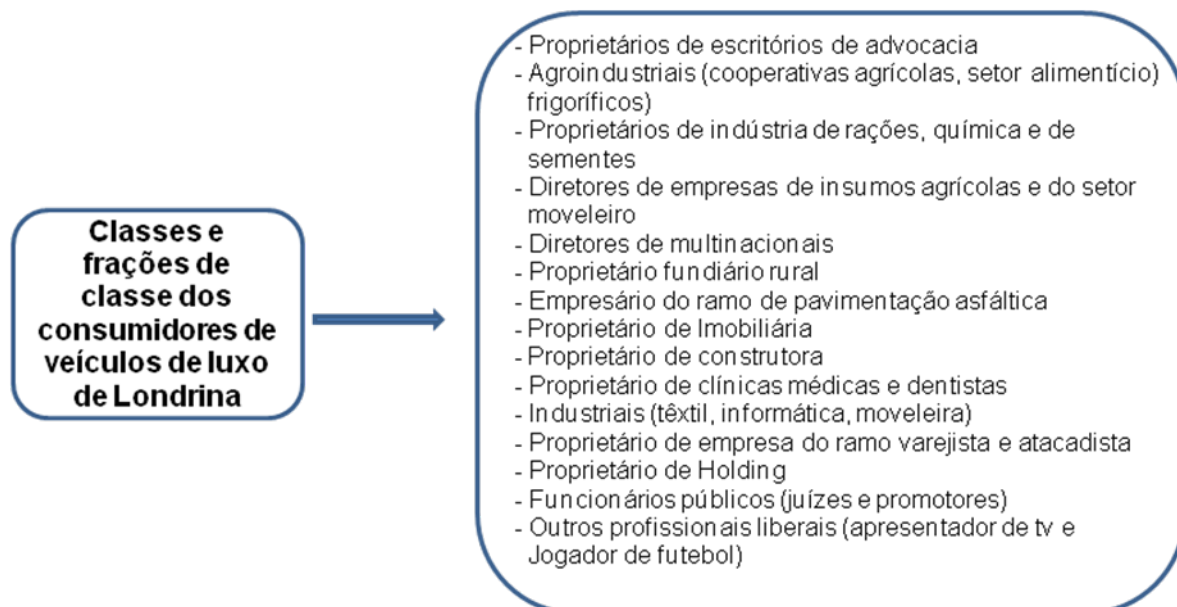 Classes e
frações de
classe dos
consumidores de
veículos de luxo
de Londrina
- Proprietários de escritórios de advocacia
- Agroindustriais (cooperativas agrícolas, setor alimentício)
frigoríficos)
- Proprietários de indústria de rações, química e de
sementes
- Diretores de empresas de insumos agrícolas e do setor
moveleiro
- Diretores de multinacionais
- Proprietário fundiário rural
- Empresário do ramo de pavimentação asfáltica
- Proprietário de Imobiliária
- Proprietário de construtora
- Proprietário de clínicas médicas e dentistas
- Industriais (têxtil, informática, moveleira)
- Proprietário de empresa do ramo varejista e atacadista
- Proprietário de Holding
- Funcionários públicos (juízes e promotores)
- Outros profissionais liberais (apresentador de tv e
Jogador de futebol)